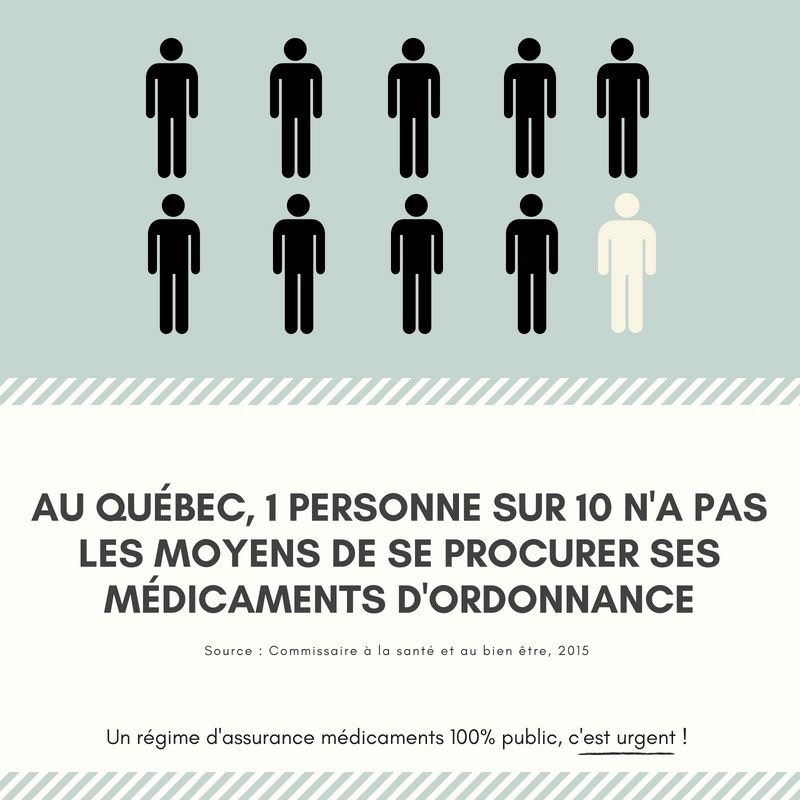 AU QUÉBEC, 1 PERSONNE SUR 10 N'A PAS
LES MOYENS DE SE PROCURER SES
MÉDICAMENTS D'ORDONNANCE
Source : Commissaire à la santé et au bien être, 2015
Un régime d'assurance médicaments 100% public, c'est urgent !